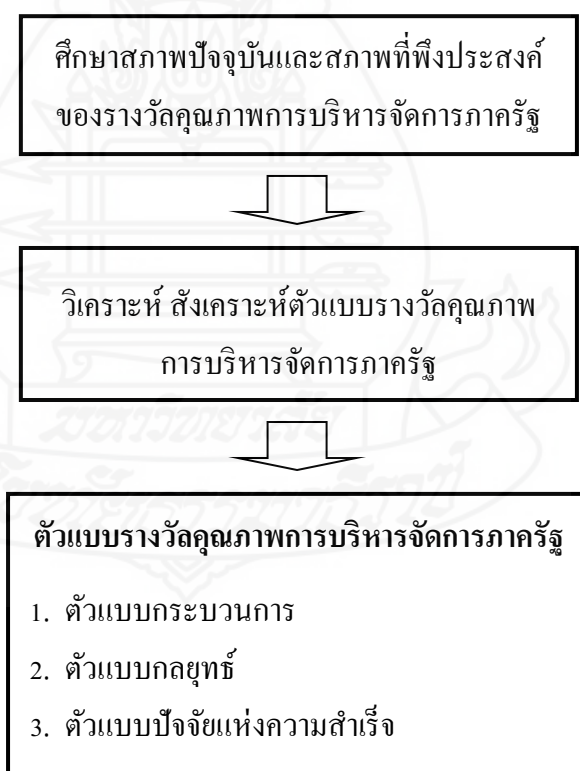 ศึกษาสภาพปัจจุบันและสภาพที่พึงประสงค์
ของรางวัลคุณภาพการบริหารจัดการภาครัฐ
วิเคราะห์ สังเคราะห์ตัวแบบรางวัลคุณภาพ
การบริหารจัดการภาครัฐ
ตัวแบบรางวัลคุณภาพการบริหารจัดการภาครัฐ
1. ตัวแบบกระบวนการ
2. ตัวแบบกลยุทธ์
3. ตัวแบบปัจจัยแห่งความสำเร็จ